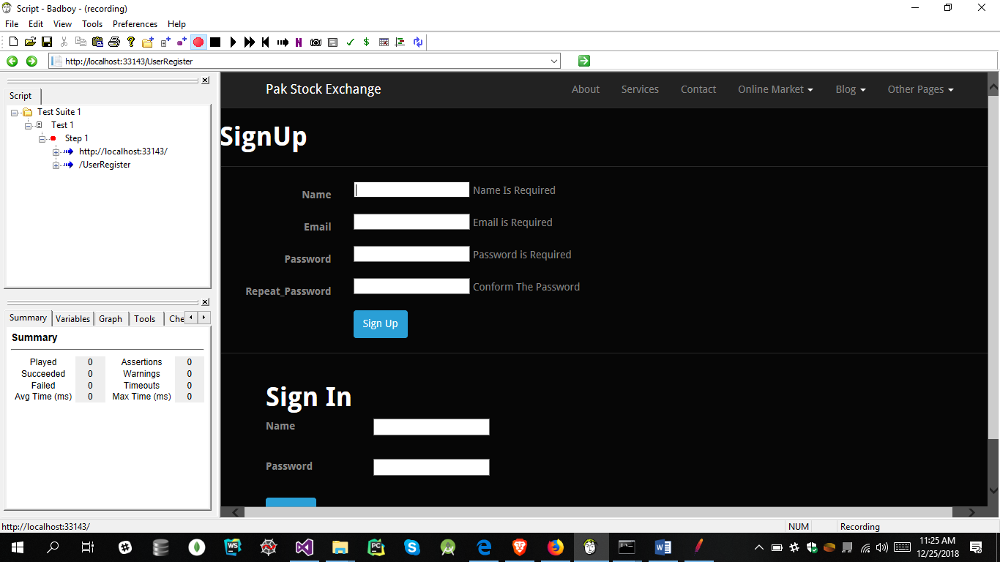 Script - Badboy - (recording)
File Edit View Tools Preferences Help
N $
http://localhost:33143/UserRegister
Script
Test Suite 1
Test 1
Step 1
http://localhost:33143/
/UserRegister
Summary Variables Graph Tools Che
Summary
Played 0 Assertions 0
Succeeded 0 Warnings 0
Failed 0 Timeouts 0
Avg Time (ms) 0 Max Time (ms) 0
Pak Stock Exchange About Services Contact Online Market Blog Other Pages
SignUp
Name Name Is Required
Email Email is Required
Password Password is Required
Repeat_Password Conform The Password
Sign Up
Sign In
Name
Password
http://localhost:33143/ NUM Recording
WS PC S W
11:25 AM
12/25/2018